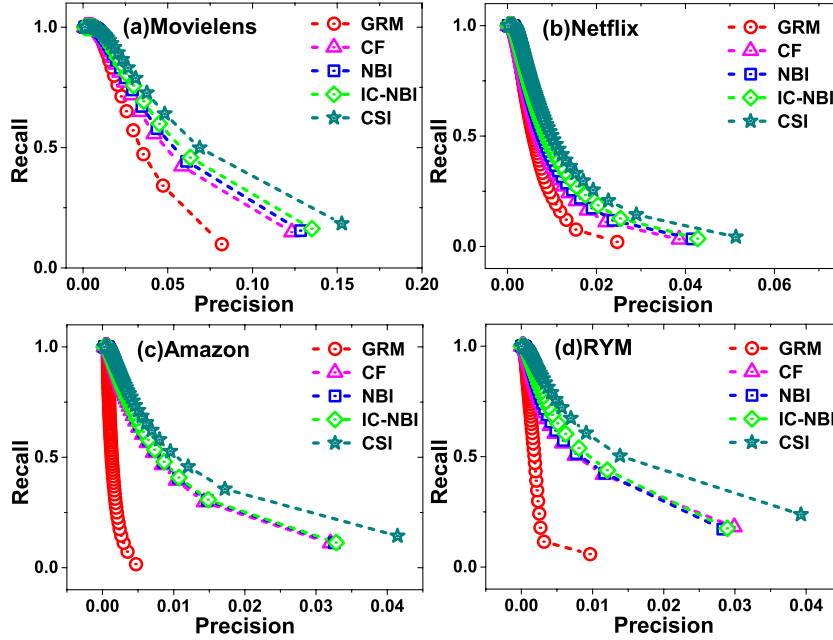 (a)Movielens
GRM
CF
NBI
IC-NBI
CSI
Recall
1.0
0.5
0.0
0.00 0.05 0.10 0.15 0.20
Precision
(b)Netflix
GRM
CF
NBI
IC-NBI
CSI
Recall
1.0
0.5
0.0
0.00 0.02 0.04 0.06
Precision
(c)Amazon
GRM
CF
NBI
IC-NBI
CSI
Recall
1.0
0.5
0.0
0.00 0.01 0.02 0.03 0.04
Precision
(d)RYM
GRM
CF
NBI
IC-NBI
CSI
Recall
1.0
0.5
0.0
0.00 0.01 0.02 0.03 0.04
Precision